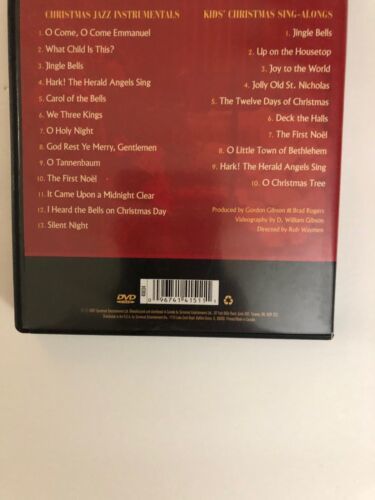 CHRISTMAS JAZZ INSTRUMENTALS
1. O Come, O Come Emmanuel
2. What Child Is This?
3. Jingle Bells
4. Hark! The Herald Angels Sing
5. Carol of the Bells
6. We Three Kings
7. O Holy Night
8. God Rest Ye Merry, Gentlemen
9. O Tannenbaum
10. The First Noël
11. It Came Upon a Midnight Clear
12. I Heard the Bells on Christmas Day
13. Silent Night
KIDS' CHRISTMAS SING-ALONGS
1. Jingle Bells
2. Up on the Housetop
3. Joy to the World
4. Jolly Old St. Nicholas
5. The Twelve Days of Christmas
6. Deck the Halls
7. The First Noël
8. O Little Town of Bethlehem
9. Hark! The Herald Angels Sing
10. O Christmas Tree
Produced by Gordon Gibson & Brad Rogers
Videography by D. William Gibson
Directed by Rob Waymen
DVD
VIDEO
0 96741 41511